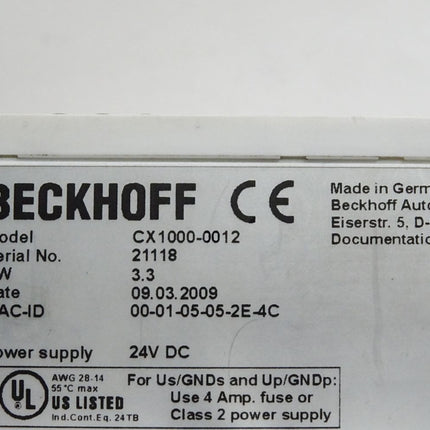 BECKHOFF CE
odel CX1000-0012
erial No. 21118
W 3.3
ate 09.03.2009
AC-ID 00-01-05-05-2E-4C
ower supply 24V DC
Made in Germ
Beckhoff Auto
Eiserstr. 5, D-
Documentatio
UL
AWG 28-14
55°C max
US LISTED
Ind.Cont.Eq. 24TB
For Us/GNDs and Up/GNDp:
Use 4 Amp. fuse or
Class 2 power supply